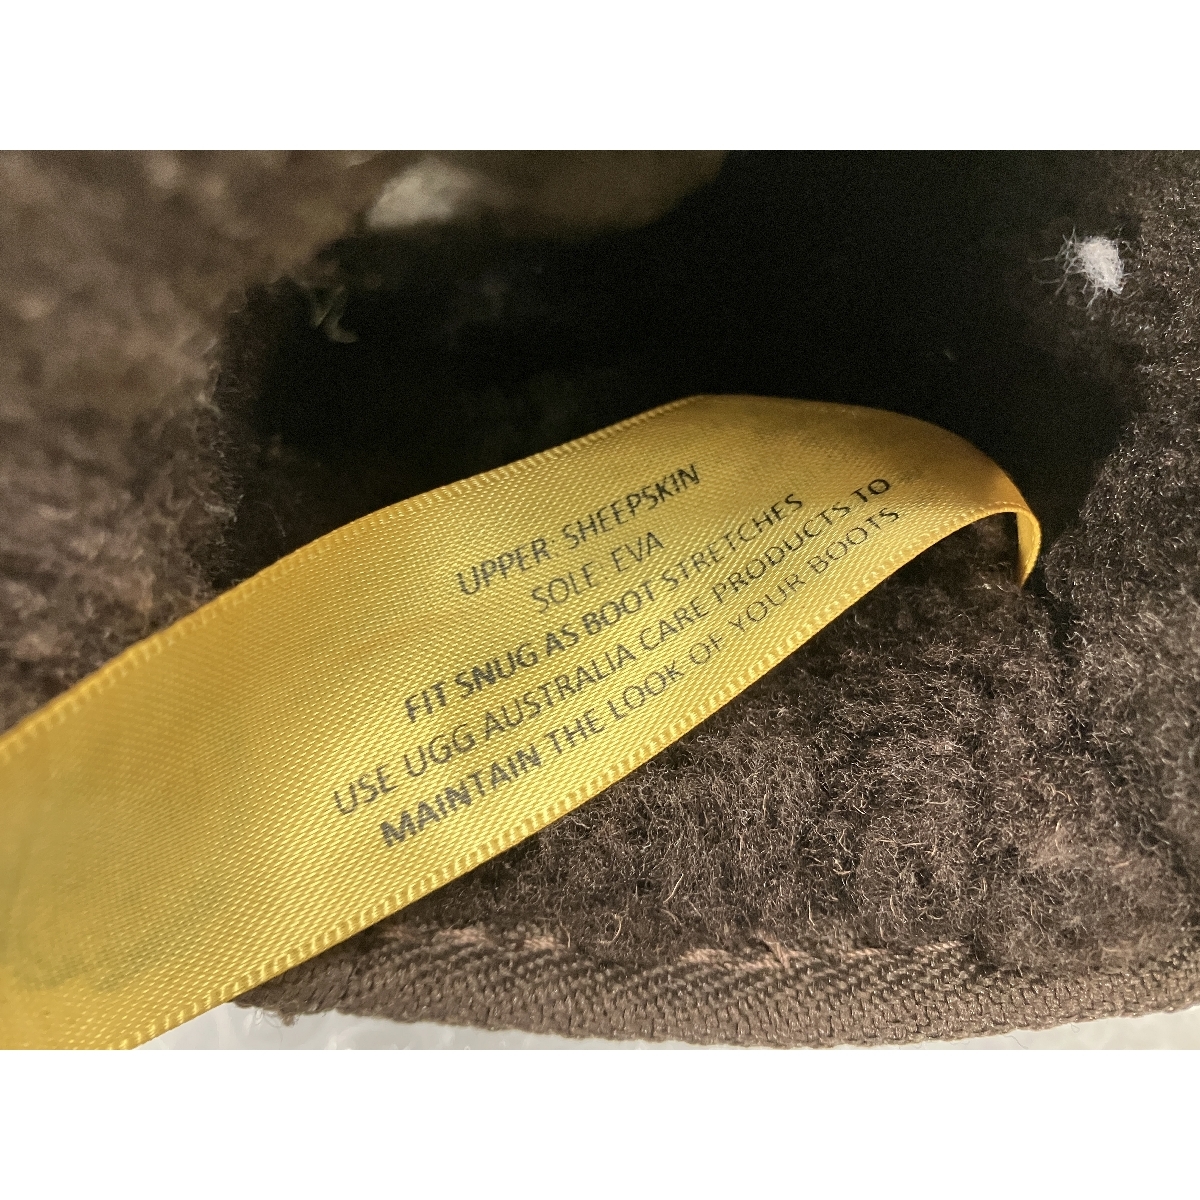 UPPER: SHEEPSKIN
SOLE: EVA
FIT SNUG AS BOOT STRETCHES
USE UGG AUSTRALIA CARE PRODUCTS TO
MAINTAIN THE LOOK OF YOUR BOOTS